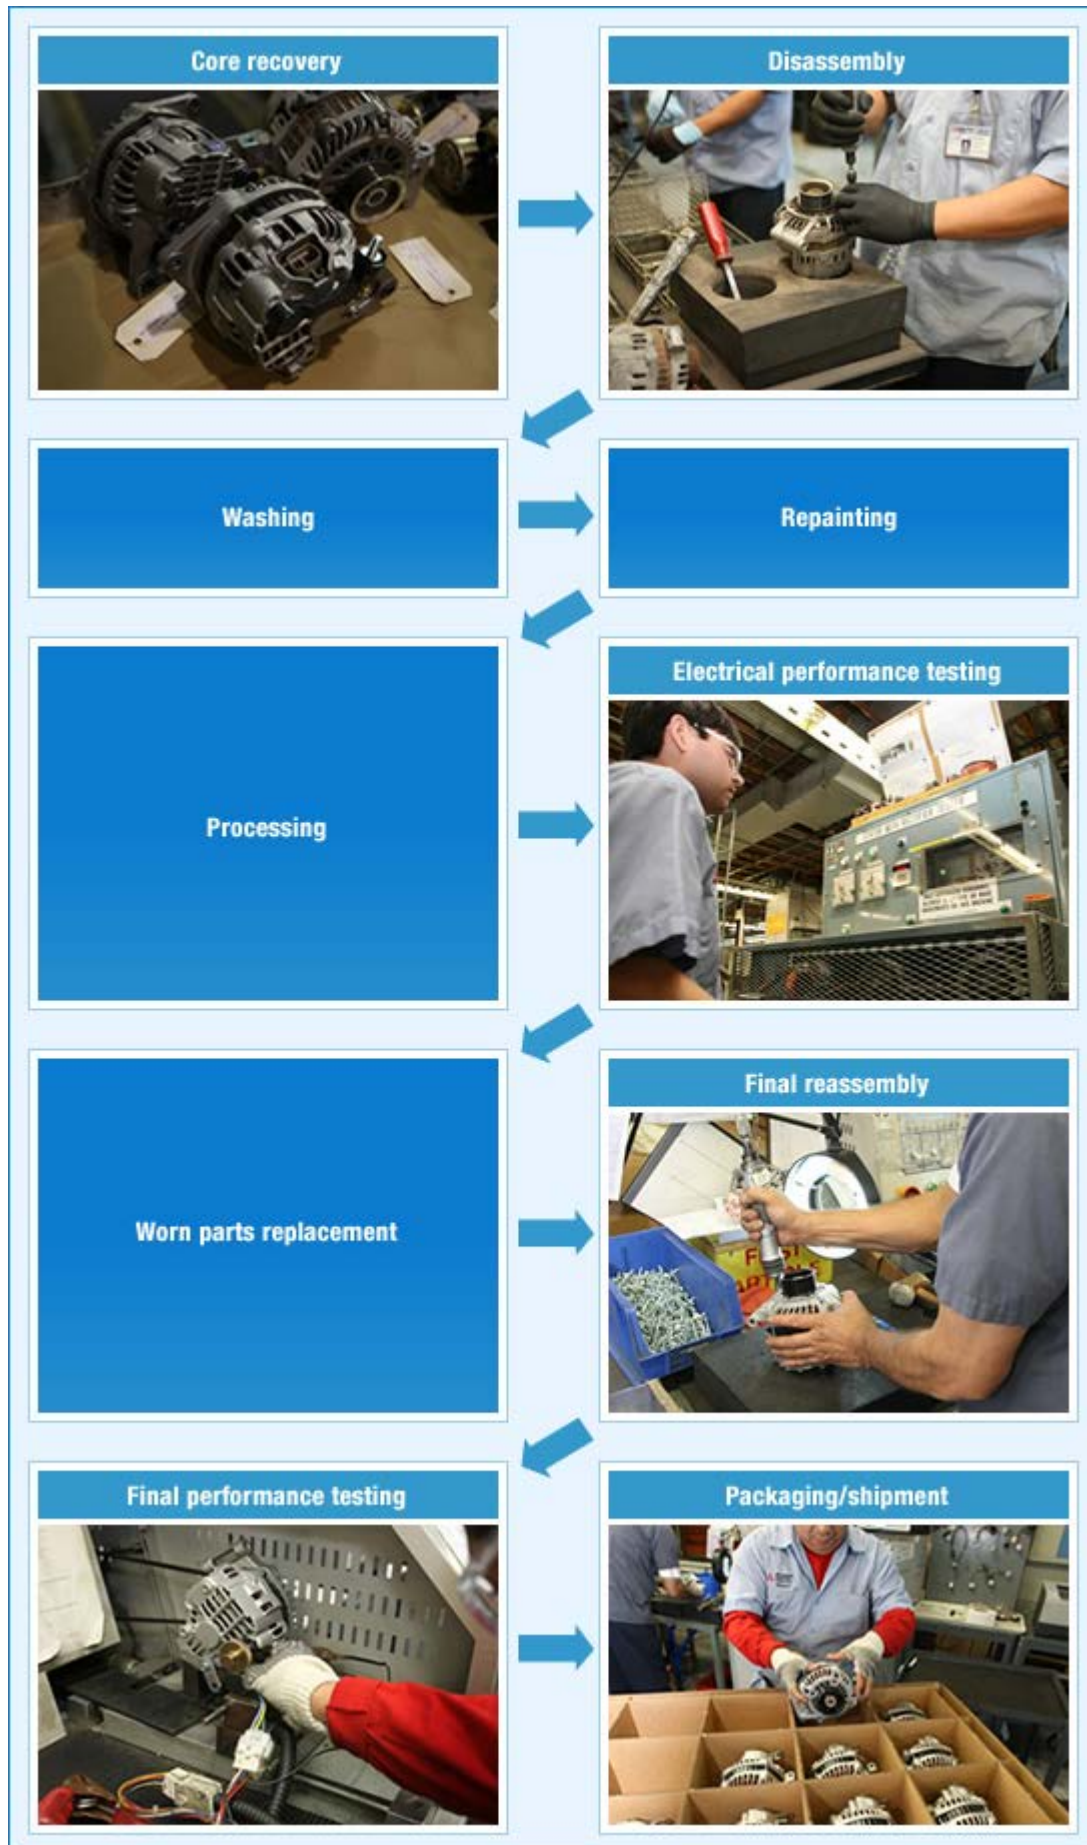 Core recovery
Disassembly
Washing
Repainting
Processing
Electrical performance testing
Worn parts replacement
Final reassembly
FIRST
Final performance testing
Packaging/shipment